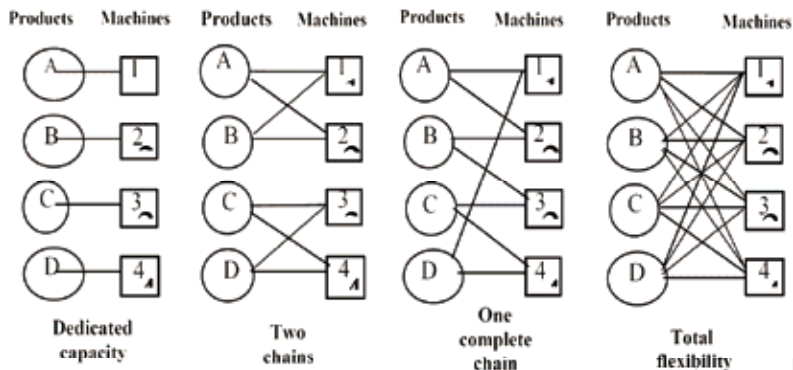 Products Machines Products Machines Products Machines Products Machines
A 1 A 1 A 1 A 1
B 2 B 2 B 2 B 2
C 3 C 3 C 3 C 3
D 4 D 4 D 4 D 4
Dedicated
capacity
Two
chains
One
complete
chain
Total
flexibility